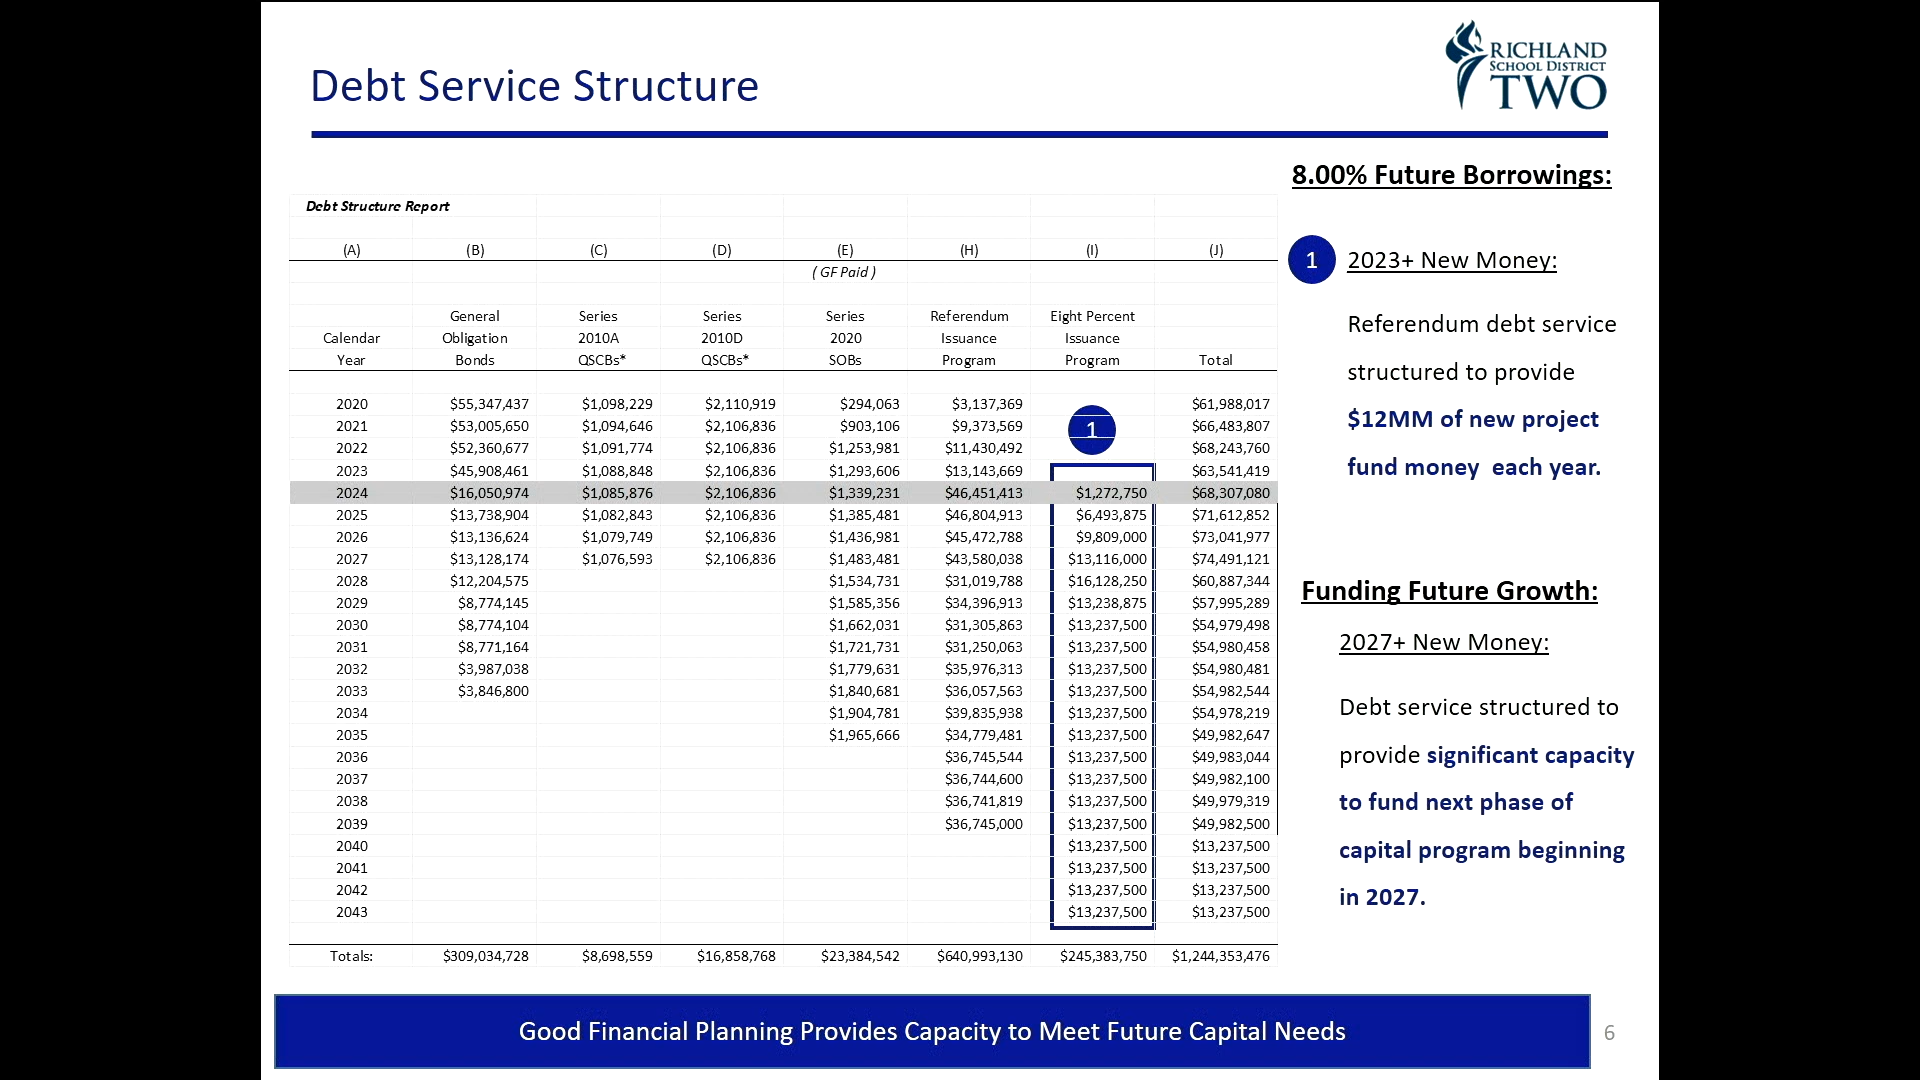 RICHLAND
SCHOOL DISTRICT
TWO
Debt Service Structure
8.00% Future Borrowings:
Debt Structure Report
(A) (B) (C) (D) (E) (H) (I) (J)
( GF Paid )
General Series Series Series Referendum Eight Percent
Calendar Obligation 2010A 2010D 2020 Issuance Issuance
Year Bonds QSCBs* QSCBs* SOBs Program Program Total
2020 $55,347,437 $1,098,229 $2,110,919 $294,063 $3,137,369 $61,988,017
2021 $53,005,650 $1,094,646 $2,106,836 $903,106 $9,373,569 1 $66,483,807
2022 $52,360,677 $1,091,774 $2,106,836 $1,253,981 $11,430,492 $68,243,760
2023 $45,908,461 $1,088,848 $2,106,836 $1,293,606 $13,143,669 $63,541,419
2024 $16,050,974 $1,085,876 $2,106,836 $1,339,231 $46,451,413 $1,272,750 $68,307,080
2025 $13,738,904 $1,082,843 $2,106,836 $1,385,481 $46,804,913 $6,493,875 $71,612,852
2026 $13,136,624 $1,079,749 $2,106,836 $1,436,981 $45,472,788 $9,809,000 $73,041,977
2027 $13,128,174 $1,076,593 $2,106,836 $1,483,481 $43,580,038 $13,116,000 $74,491,121
2028 $12,204,575 $1,534,731 $31,019,788 $16,128,250 $60,887,344
2029 $8,774,145 $1,585,356 $34,396,913 $13,238,875 $57,995,289
2030 $8,774,104 $1,662,031 $31,305,863 $13,237,500 $54,979,498
2031 $8,771,164 $1,721,731 $31,250,063 $13,237,500 $54,980,458
2032 $3,987,038 $1,779,631 $35,976,313 $13,237,500 $54,980,481
2033 $3,846,800 $1,840,681 $36,057,563 $13,237,500 $54,982,544
2034 $1,904,781 $39,835,938 $13,237,500 $54,978,219
2035 $1,965,666 $34,779,481 $13,237,500 $49,982,647
2036 $36,745,544 $13,237,500 $49,983,044
2037 $36,744,600 $13,237,500 $49,982,100
2038 $36,741,819 $13,237,500 $49,979,319
2039 $36,745,000 $13,237,500 $49,982,500
2040 $13,237,500 $13,237,500
2041 $13,237,500 $13,237,500
2042 $13,237,500 $13,237,500
2043 $13,237,500 $13,237,500
Totals: $309,034,728 $8,698,559 $16,858,768 $23,384,542 $640,993,130 $245,383,750 $1,244,353,476
1 2023+ New Money:
Referendum debt service
structured to provide
$12MM of new project
fund money each year.
Funding Future Growth:
2027+ New Money:
Debt service structured to
provide significant capacity
to fund next phase of
capital program beginning
in 2027.
Good Financial Planning Provides Capacity to Meet Future Capital Needs
6